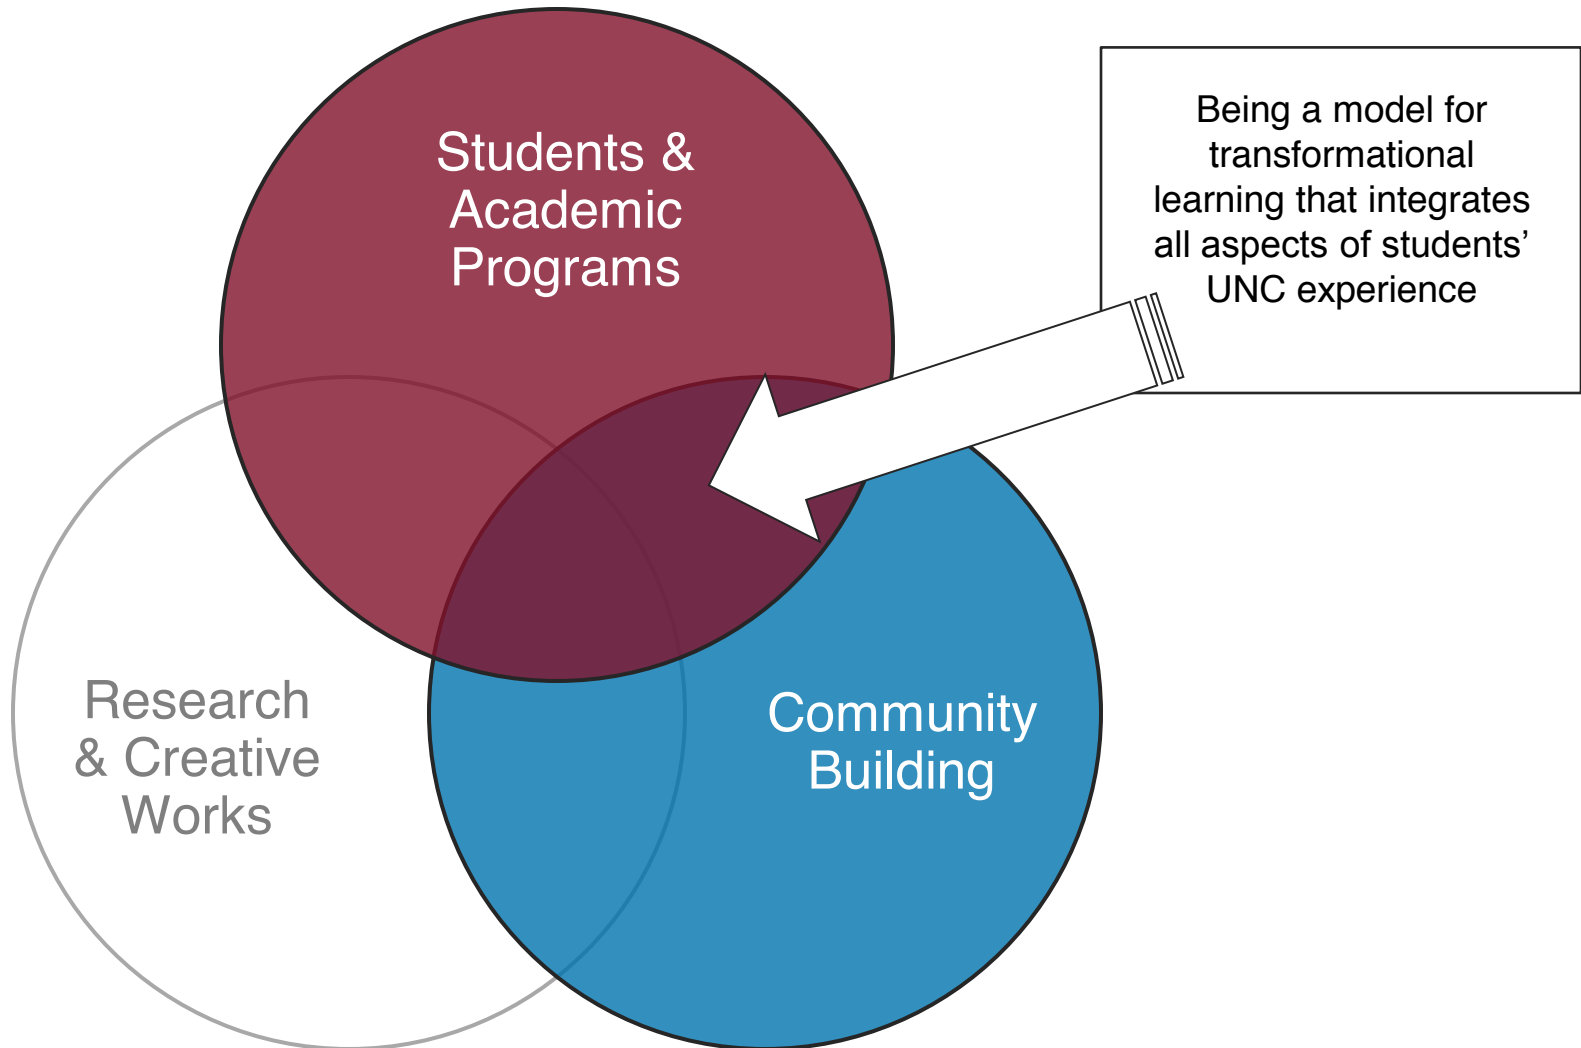 Students &
Academic
Programs
Being a model for
transformational
learning that integrates
all aspects of students’
UNC experience
Research
& Creative
Works
Community
Building